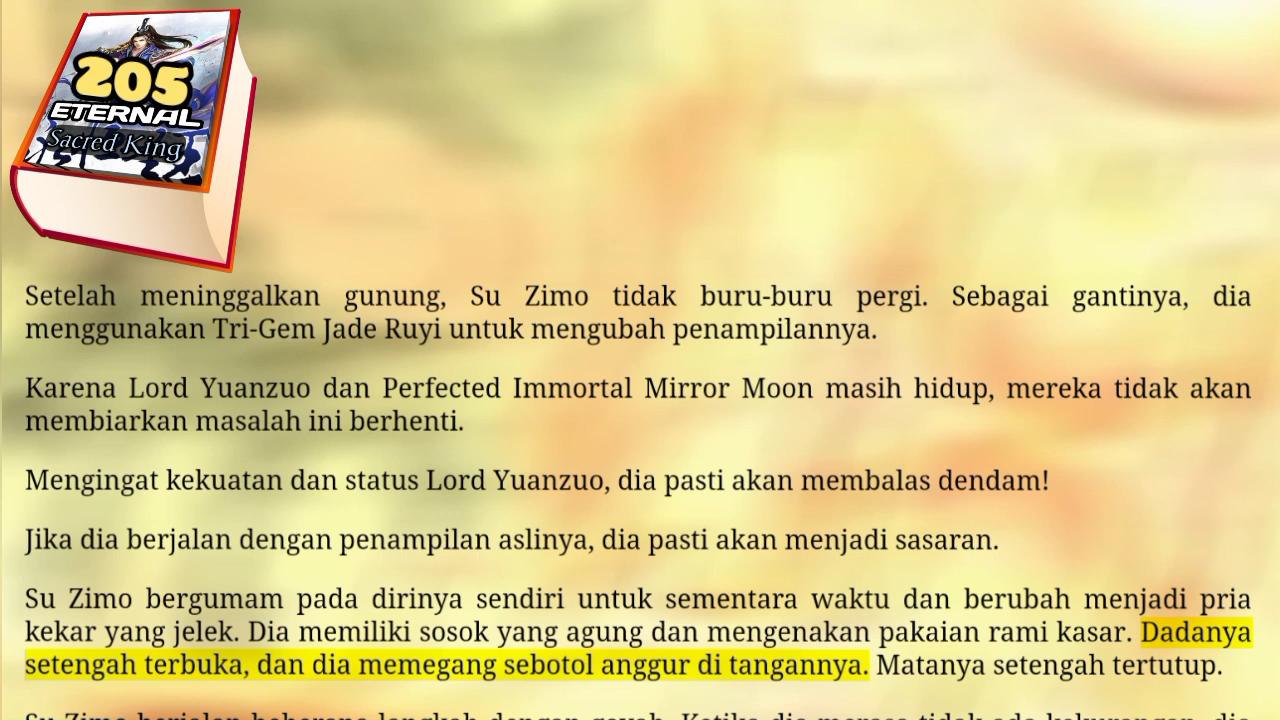 205
ETERNAL
Sacred King
Setelah meninggalkan gunung, Su Zimo tidak buru-buru pergi. Sebagai gantinya, dia
menggunakan Tri-Gem Jade Ruyi untuk mengubah penampilannya.
Karena Lord Yuanzuo dan Perfected Immortal Mirror Moon masih hidup, mereka tidak akan
membiarkan masalah ini berhenti.
Mengingat kekuatan dan status Lord Yuanzuo, dia pasti akan membalas dendam!
Jika dia berjalan dengan penampilan aslinya, dia pasti akan menjadi sasaran.
Su Zimo bergumam pada dirinya sendiri untuk sementara waktu dan berubah menjadi pria
kekar yang jelek. Dia memiliki sosok yang agung dan mengenakan pakaian rami kasar. Dadanya
setengah terbuka, dan dia memegang sebotol anggur di tangannya. Matanya setengah tertutup.